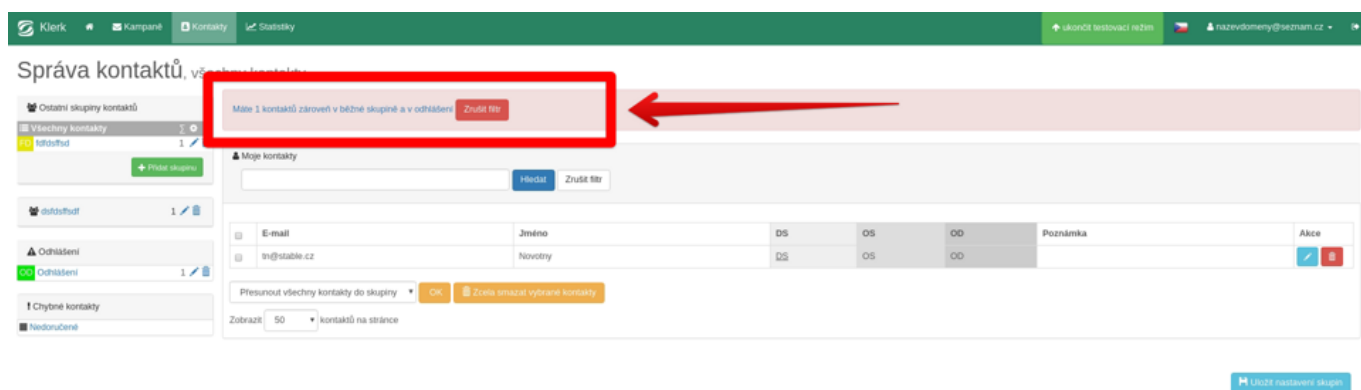 Klerk Kampaně Kontakty Statistiky ukončit testovací režim nazevdomeny@seznam.cz
Správa kontaktů, všechny kontakty
Ostatní skupiny kontaktů
Všechny kontakty Σ
fdfdsffsd 1
+ Přidat skupinu
dsfdsffsdf 1
Odhlášení
OD Odhlášení 1
! Chybné kontakty
Nedoručené
Máte 1 kontaktů zároveň v běžné skupině a v odhlášení Zrušit filtr
Moje kontakty
Hledat Zrušit filtr
E-mail Jméno DS OS OD Poznámka Akce
tn@stable.cz Novotny DS OS OD
Přesunout všechny kontakty do skupiny OK Zcela smazat vybrané kontakty
Zobrazit 50 kontaktů na stránce
Uložit nastavení skupin